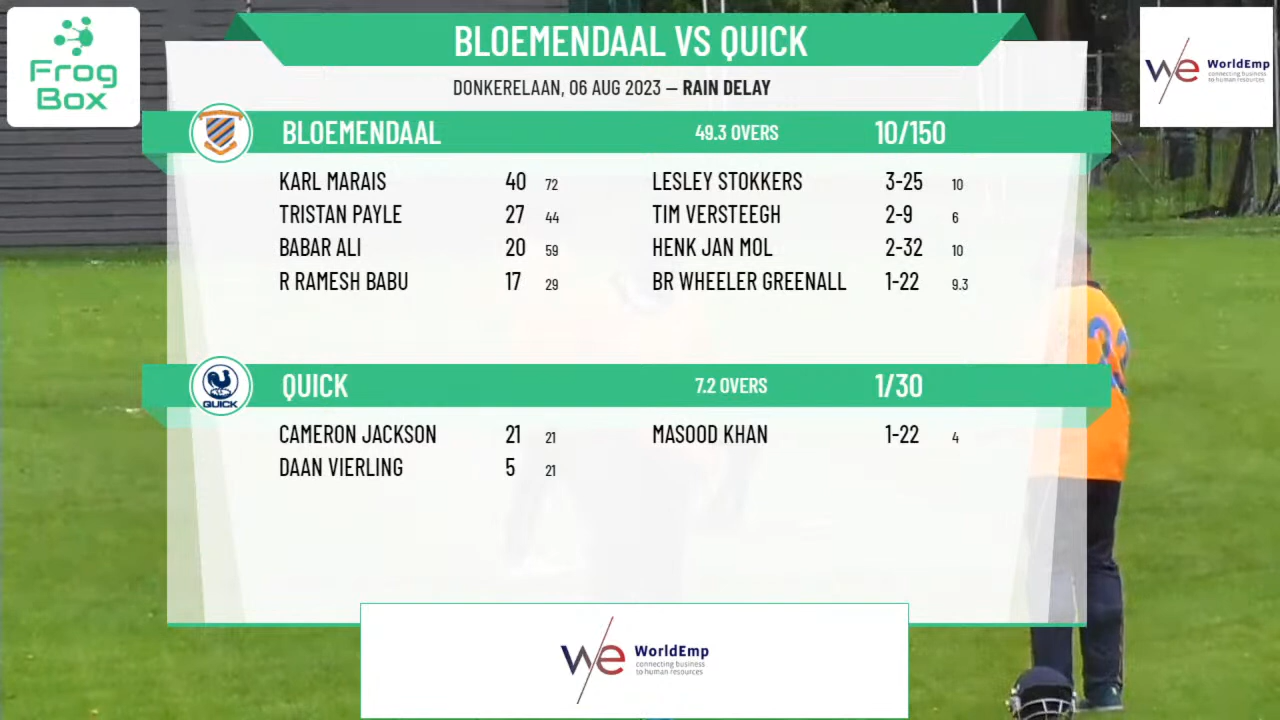 Frog
Box
BLOEMENDAAL VS QUICK
WorldEmp
connecting business
to human resources
DONKERELAAN, 06 AUG 2023 – RAIN DELAY
BLOEMENDAAL 49.3 OVERS 10/150
KARL MARAIS 40 72 LESLEY STOKKERS 3-25 10
TRISTAN PAYLE 27 44 TIM VERSTEEGH 2-9 6
BABAR ALI 20 59 HENK JAN MOL 2-32 10
R RAMESH BABU 17 29 BR WHEELER GREENALL 1-22 9.3
QUICK
QUICK 7.2 OVERS 1/30
CAMERON JACKSON 21 21 MASOOD KHAN 1-22 4
DAAN VIERLING 5 21
we WorldEmp
connecting business
to human resources